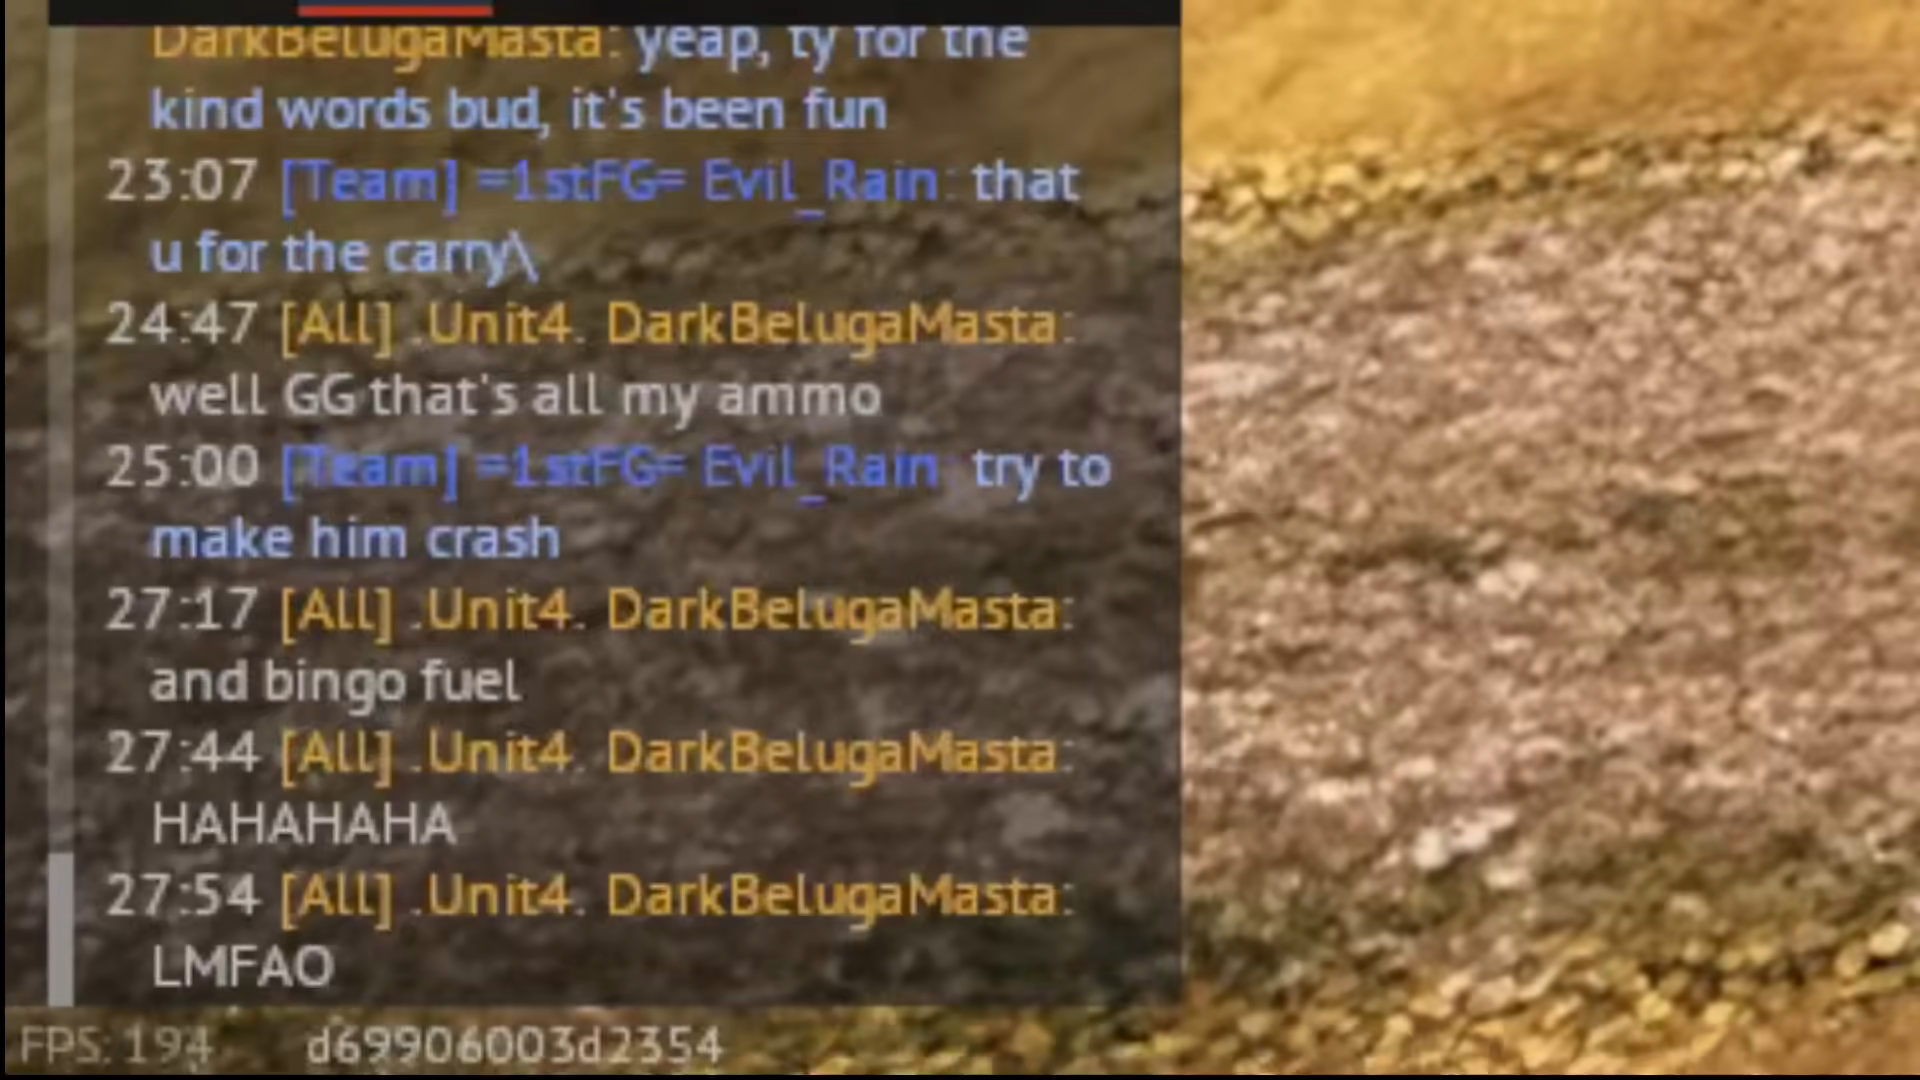 DarkBelugaMasta: yeap, ty for the
kind words bud, it's been fun
23:07 [Team] =1stFG= Evil_Rain: that
u for the carry\
24:47 [All] .Unit4. DarkBelugaMasta:
well GG that's all my ammo
25:00 [Team] =1stFG= Evil_Rain: try to
make him crash
27:17 [All] .Unit4. DarkBelugaMasta:
and bingo fuel
27:44 [All] .Unit4. DarkBelugaMasta:
HAHAHAHA
27:54 [All] .Unit4. DarkBelugaMasta:
LMFAO
FPS: 194 d69906003d2354